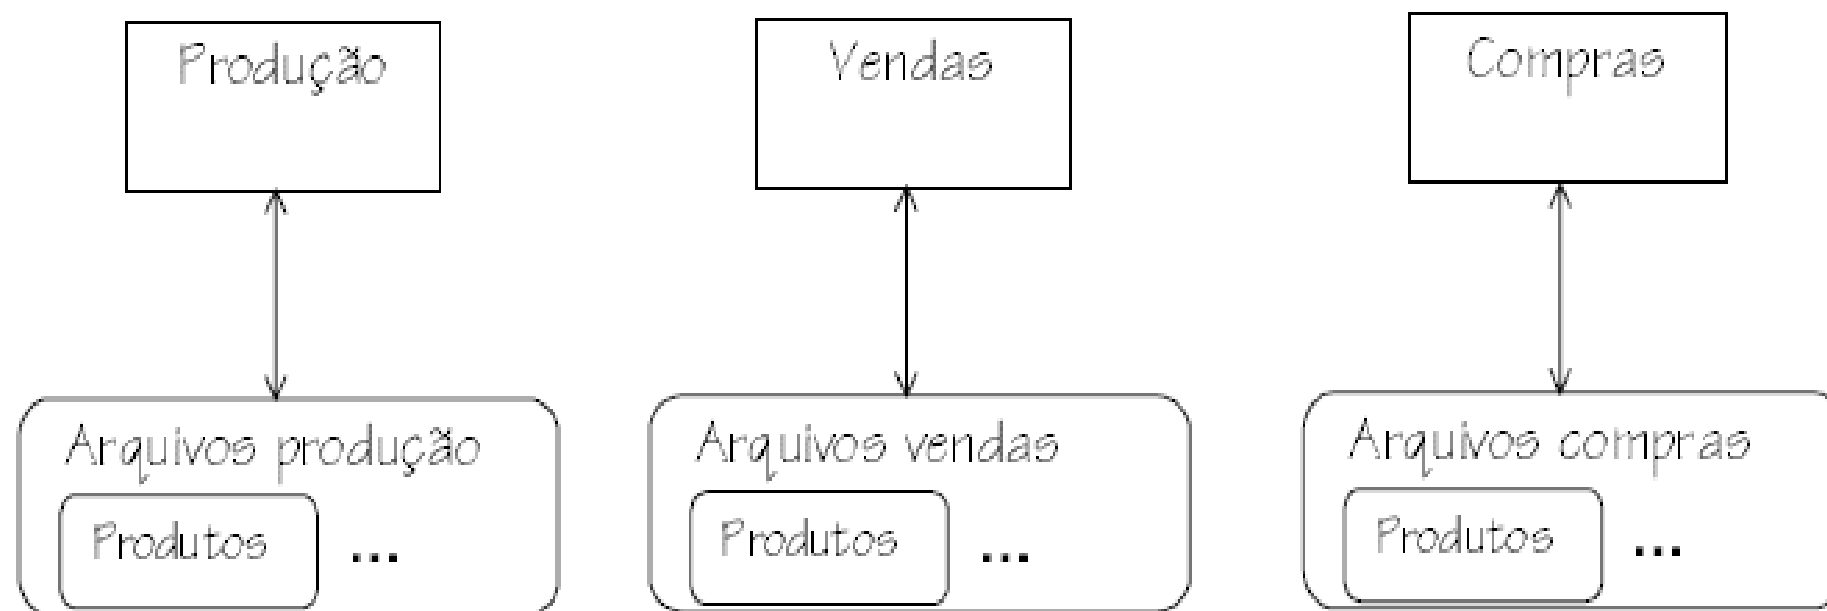 Produção
Vendas
Compras
Arquivos produção
Arquivos vendas
Arquivos compras
Produtos ...
Produtos ...
Produtos ...